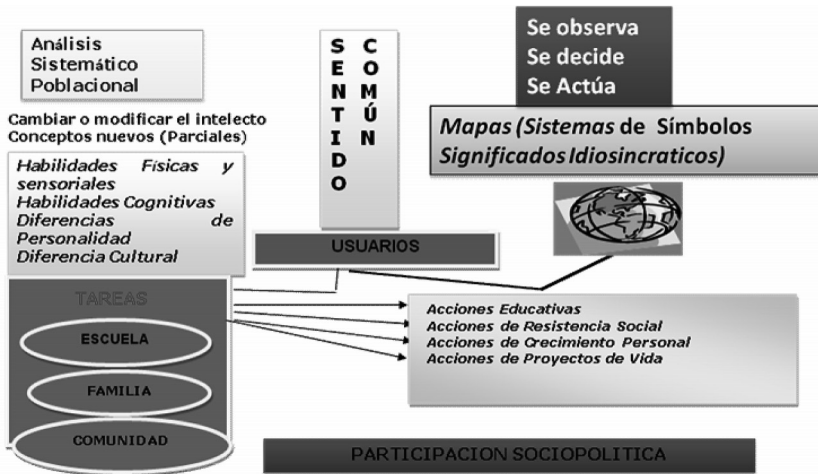 Análisis
Sistemático
Poblacional
Cambiar o modificar el intelecto
Conceptos nuevos (Parciales)
Habilidades Físicas y
sensoriales
Habilidades Cognitivas
Diferencias de
Personalidad
Diferencia Cultural
TAREAS
ESCUELA
FAMILIA
COMUNIDAD
SENTIDO
COMÚN
USUARIOS
Se observa
Se decide
Se Actúa
Mapas (Sistemas de Símbolos
Significados Idiosincraticos)
Acciones Educativas
Acciones de Resistencia Social
Acciones de Crecimiento Personal
Acciones de Proyectos de Vida
PARTICIPACION SOCIOPOLITICA